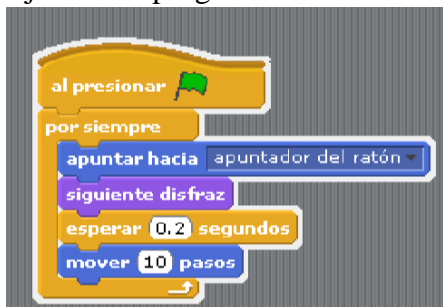 al presionar
por siempre
apuntar hacia apuntador del ratón
siguiente disfraz
esperar 0.2 segundos
mover 10 pasos